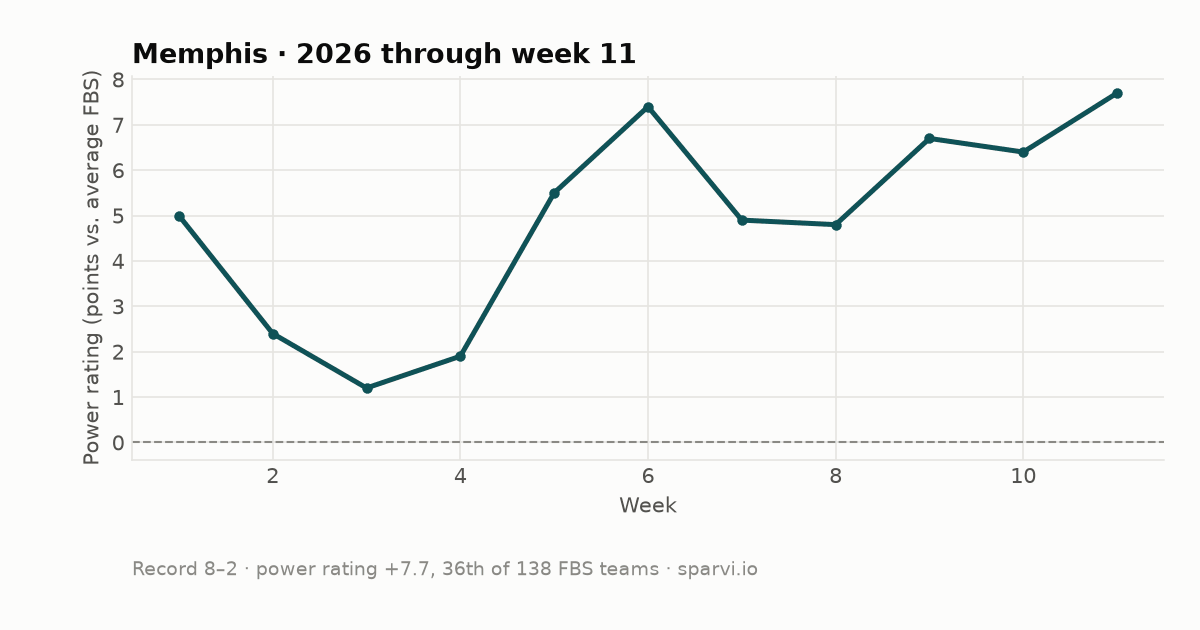 Memphis · 2026 through week 11
Power rating (points vs. average FBS)
8
7
6
5
4
3
2
1
0
2 4 6 8 10
Week
Record 8–2 · power rating +7.7, 36th of 138 FBS teams · sparvi.io